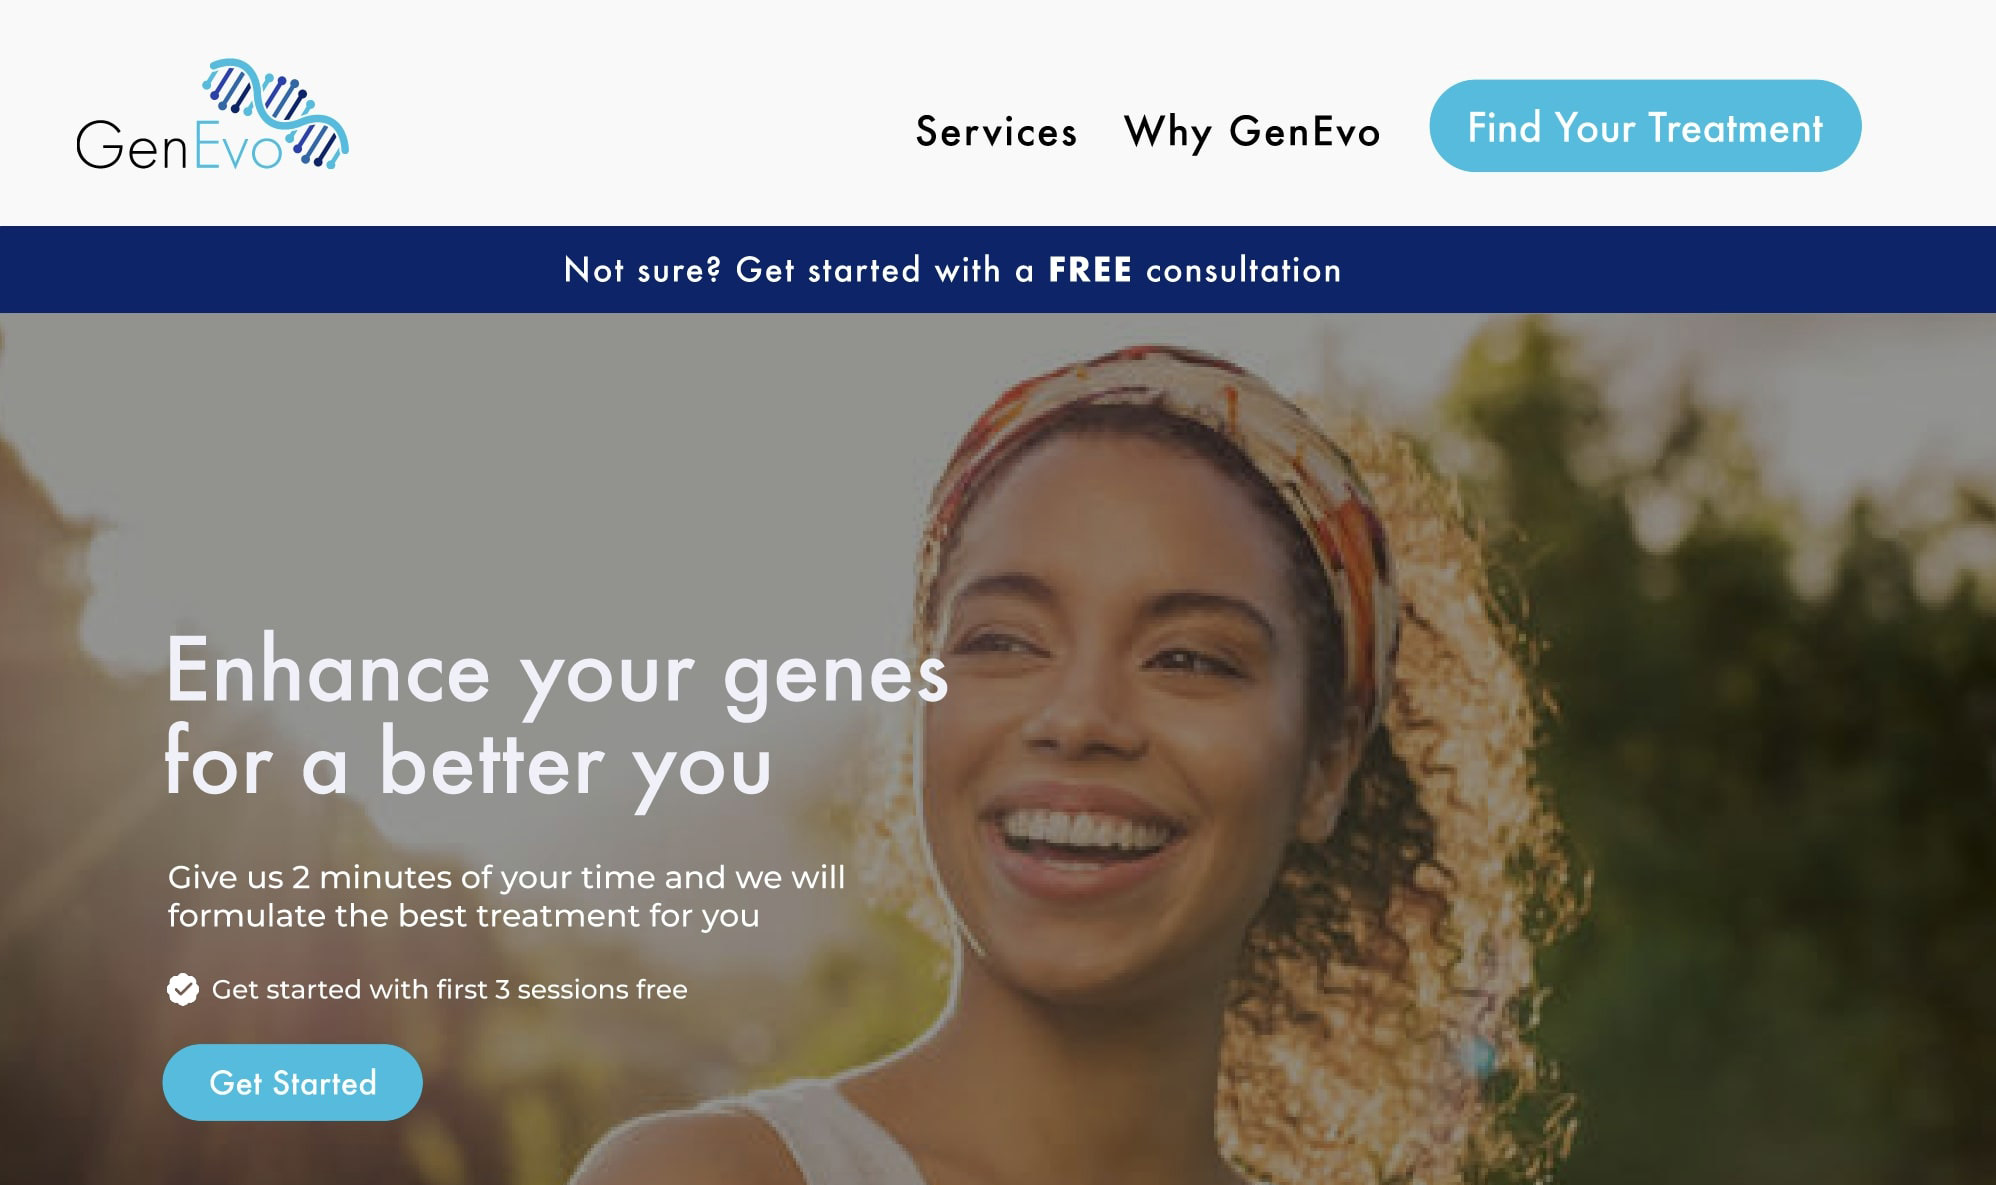 GenEvo
Services
Why GenEvo
Find Your Treatment
Not sure? Get started with a FREE consultation
Enhance your genes
for a better you
Give us 2 minutes of your time and we will
formulate the best treatment for you
Get started with first 3 sessions free
Get Started